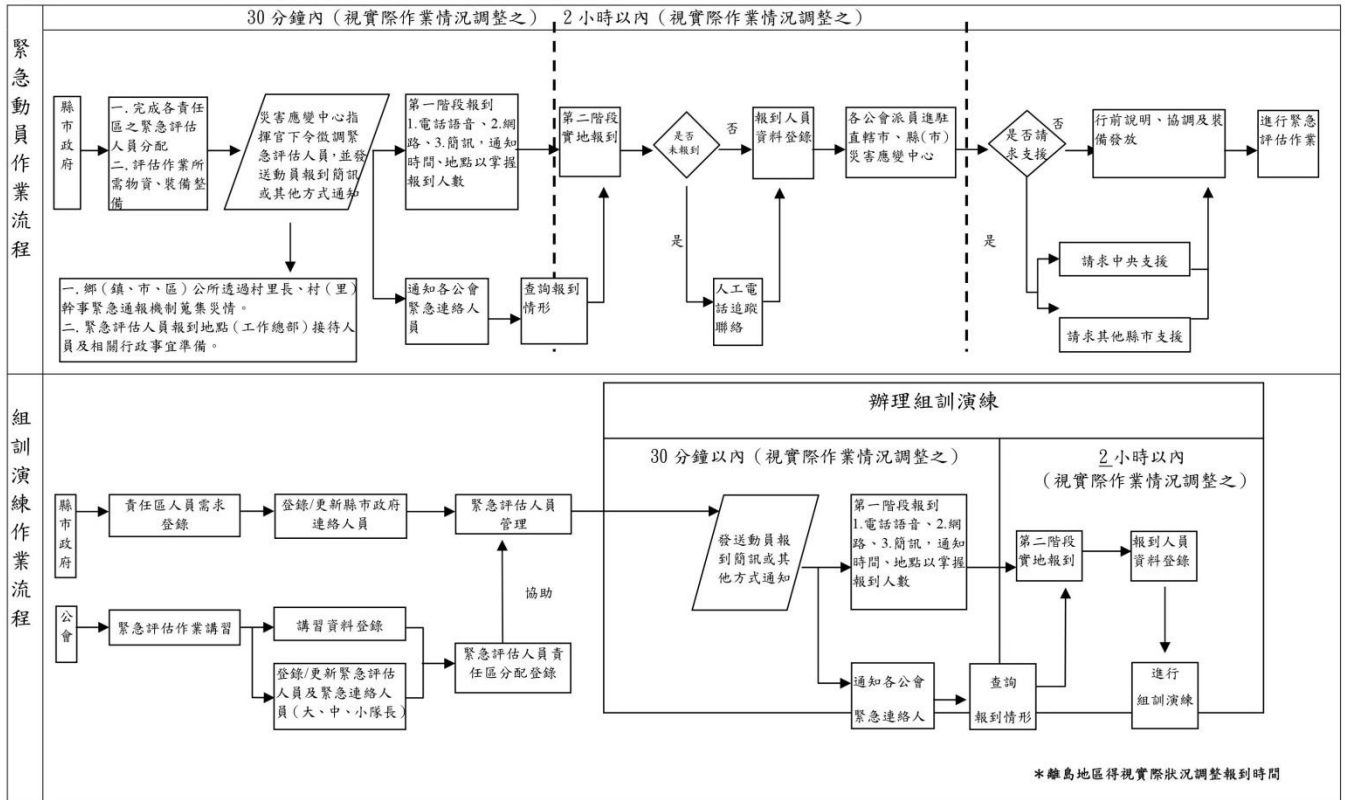 緊急動員作業流程
30 分鐘內（視實際作業情況調整之）
2 小時以內（視實際作業情況調整之）
縣市政府
一. 完成各責任
區之緊急評估
人員分配
二. 評估作業所
需物資、裝備整
備
災害應變中心指
揮官下令徵調緊
急評估人員，並發
送動員報到簡訊
或其他方式通知
第一階段報到
1.電話語音、2.網
路、3.簡訊，通知
時間、地點以掌握
報到人數
第二階段
實地報到
是否
未報到
否
報到人員
資料登錄
各公會派員進駐
直轄市、縣(市)
災害應變中心
是否請
求支援
否
行前說明、協調及裝
備發放
進行緊急
評估作業
是
是
一. 鄉（鎮、市、區）公所透過村里長、村（里）
幹事緊急通報機制蒐集災情。
二. 緊急評估人員報到地點（工作總部）接待人
員及相關行政事宜準備。
通知各公會
緊急連絡人
員
查詢報到
情形
人工電
話追蹤
聯絡
請求中央支援
請求其他縣市支援
組訓演練作業流程
辦理組訓演練
30 分鐘以內（視實際作業情況調整之）
2 小時以內
（視實際作業情況調整之）
縣市政府
責任區人員需求
登錄
登錄/更新縣市政府
連絡人員
緊急評估人員
管理
發送動員報
到簡訊或其
他方式通知
第一階段報到
1.電話語音、2.網
路、3.簡訊，通知
時間、地點以掌握
報到人數
第二階段
實地報到
報到人員
資料登錄
協助
公會
緊急評估作業講習
講習資料登錄
登錄/更新緊急評估
人員及緊急連絡人
員(大、中、小隊長)
緊急評估人員責
任區分配登錄
通知各公會
緊急連絡人
查詢
報到情形
進行
組訓演練
＊離島地區得視實際狀況調整報到時間